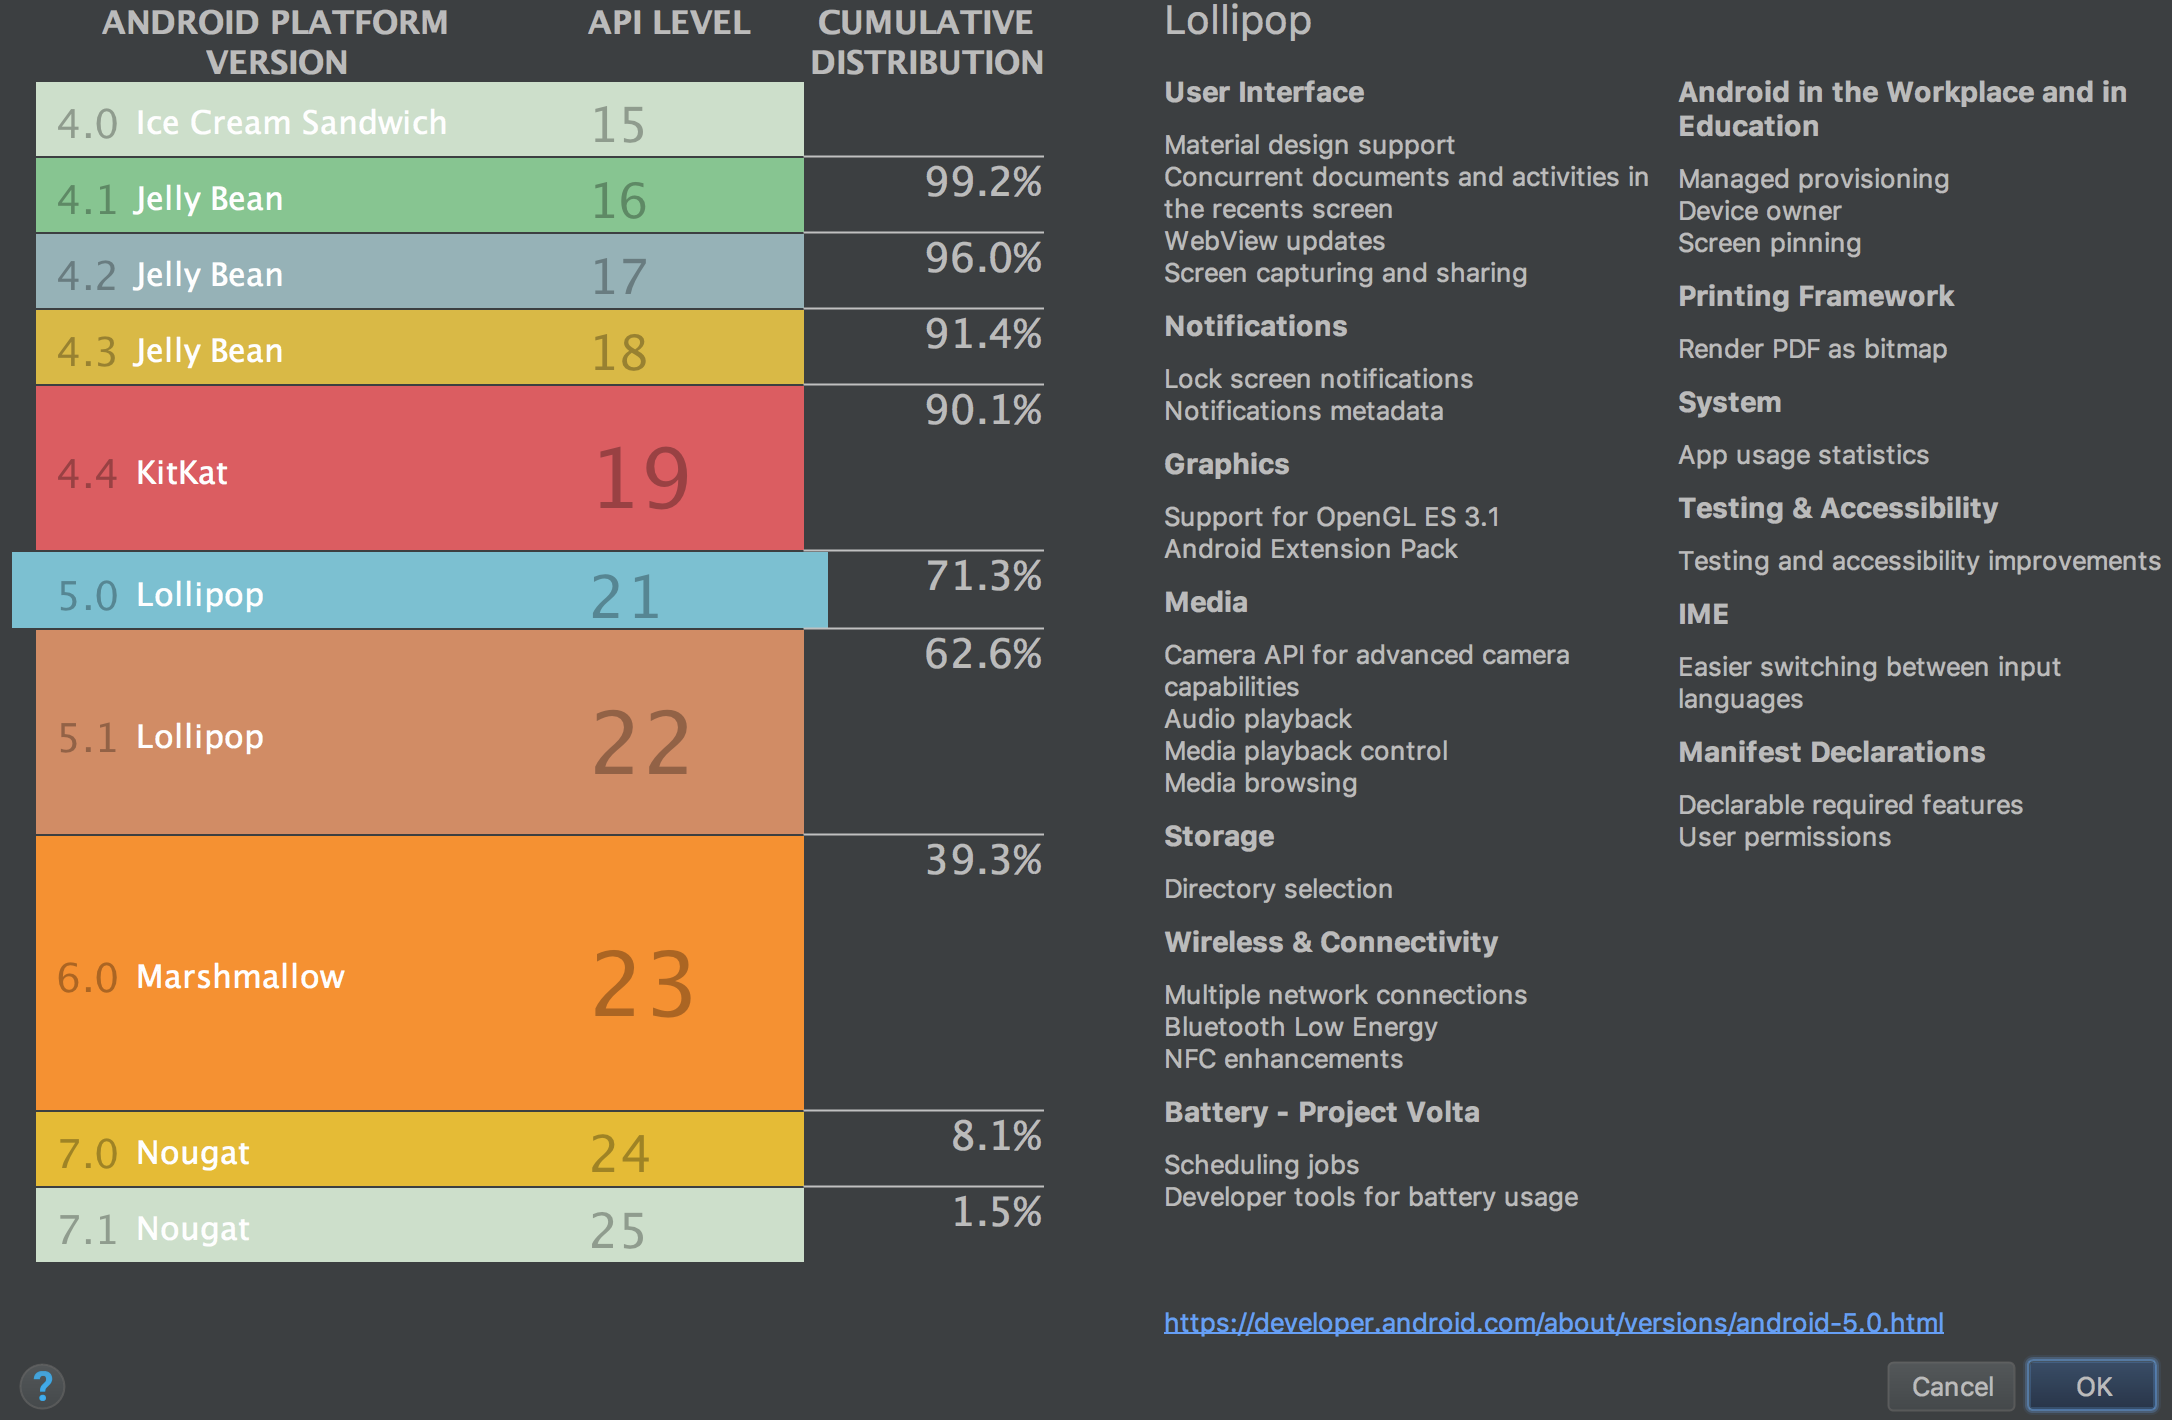 ANDROID PLATFORM
VERSION
API LEVEL
CUMULATIVE
DISTRIBUTION
4.0 Ice Cream Sandwich 15
99.2%
4.1 Jelly Bean 16
96.0%
4.2 Jelly Bean 17
91.4%
4.3 Jelly Bean 18
90.1%
4.4 KitKat 19
71.3%
5.0 Lollipop 21
62.6%
5.1 Lollipop 22
39.3%
6.0 Marshmallow 23
8.1%
7.0 Nougat 24
1.5%
7.1 Nougat 25
Lollipop
User Interface
Material design support
Concurrent documents and activities in
the recents screen
WebView updates
Screen capturing and sharing
Notifications
Lock screen notifications
Notifications metadata
Graphics
Support for OpenGL ES 3.1
Android Extension Pack
Media
Camera API for advanced camera
capabilities
Audio playback
Media playback control
Media browsing
Storage
Directory selection
Wireless & Connectivity
Multiple network connections
Bluetooth Low Energy
NFC enhancements
Battery - Project Volta
Scheduling jobs
Developer tools for battery usage
Android in the Workplace and in
Education
Managed provisioning
Device owner
Screen pinning
Printing Framework
Render PDF as bitmap
System
App usage statistics
Testing & Accessibility
Testing and accessibility improvements
IME
Easier switching between input
languages
Manifest Declarations
Declarable required features
User permissions
https://developer.android.com/about/versions/android-5.0.html
?
Cancel
OK